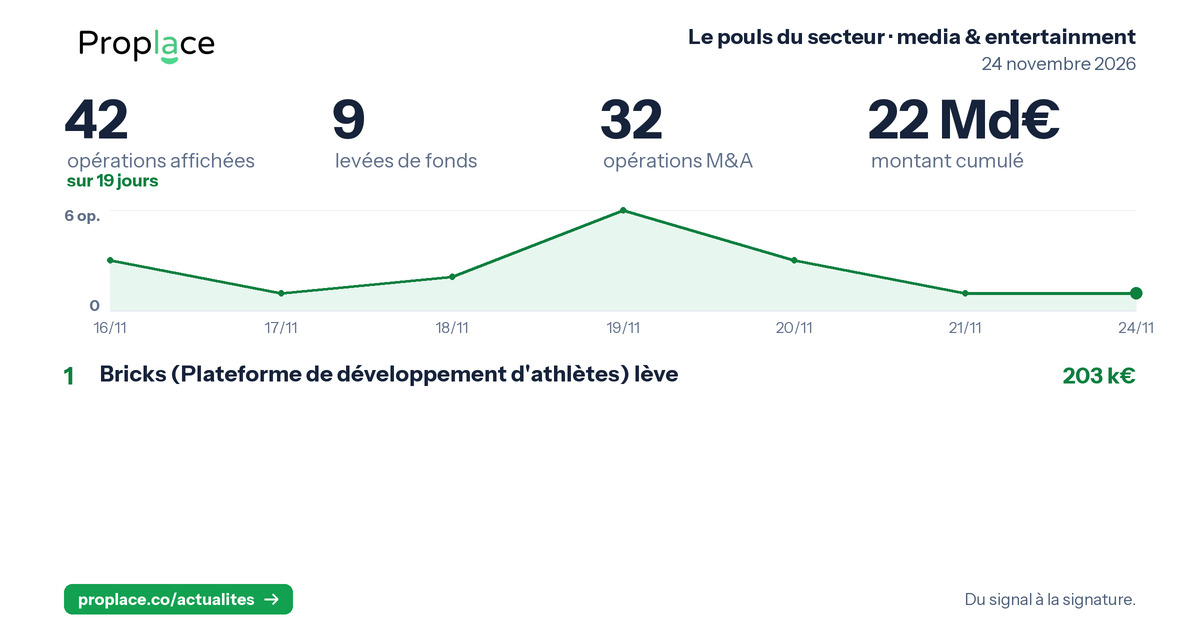 Proplace
Le pouls du secteur · media & entertainment
24 novembre 2026
42
opérations affichées
sur 19 jours
9
levées de fonds
32
opérations M&A
22 Md€
montant cumulé
6 op.
0
16/11 17/11 18/11 19/11 20/11 21/11 24/11
1 Bricks (Plateforme de développement d'athlètes) lève 203 k€
proplace.co/actualites →
Du signal à la signature.